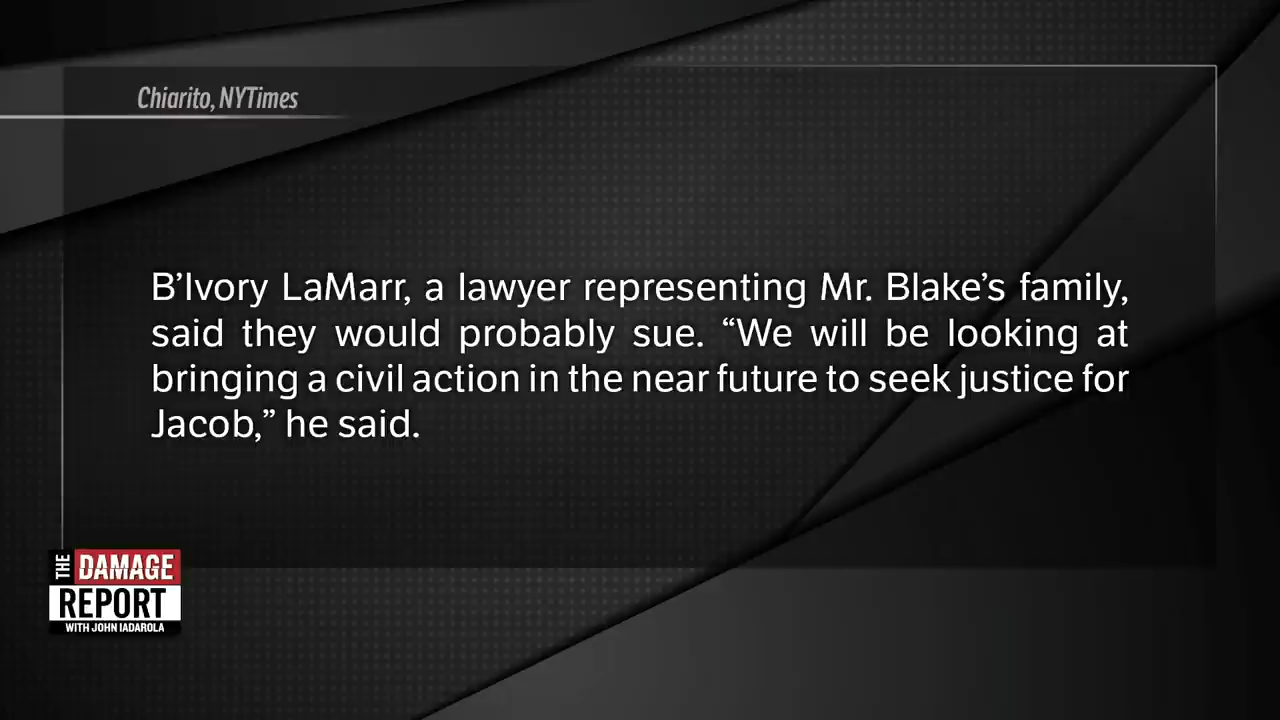 Chiarito, NYTimes
B’Ivory LaMarr, a lawyer representing Mr. Blake’s family,
said they would probably sue. “We will be looking at
bringing a civil action in the near future to seek justice for
Jacob,” he said.
THE DAMAGE
REPORT
WITH JOHN IADAROLA